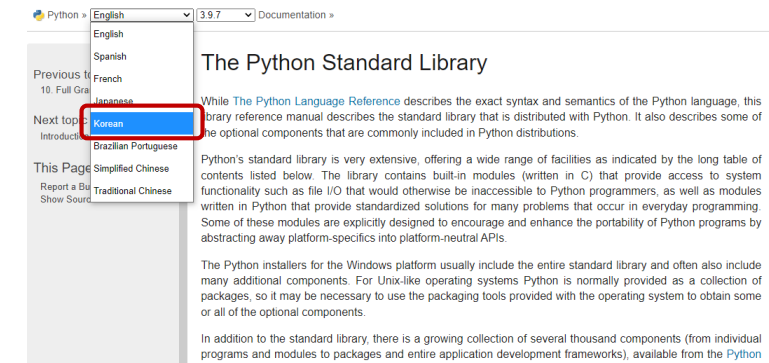 Python » English 3.9.7 Documentation »
English
Spanish
French
Japanese
Korean
Brazilian Portuguese
Simplified Chinese
Traditional Chinese
Previous
10. Full
Next topic
This Page
Report a
Show
The Python Standard Library
While The Python Language Reference describes the exact syntax and semantics of the Python language, this
library reference manual describes the standard library that is distributed with Python. It also describes some of
the optional components that are commonly included in Python distributions.
Python's standard library is very extensive, offering a wide range of facilities as indicated by the long table of
contents listed below. The library contains built-in modules (written in C) that provide access to system
functionality such as file I/O that would otherwise be inaccessible to Python programmers, as well as modules
written in Python that provide standardized solutions for many problems that occur in everyday programming.
Some of these modules are explicitly designed to encourage and enhance the portability of Python programs by
abstracting away platform-specifics into platform-neutral APIs.
The Python installers for the Windows platform usually include the entire standard library and often also include
many additional components. For Unix-like operating systems Python is normally provided as a collection of
packages, so it may be necessary to use the packaging tools provided with the operating system to obtain some
or all of the optional components.
In addition to the standard library, there is a growing collection of several thousand components (from individual
programs and modules to packages and entire application development frameworks), available from the Python